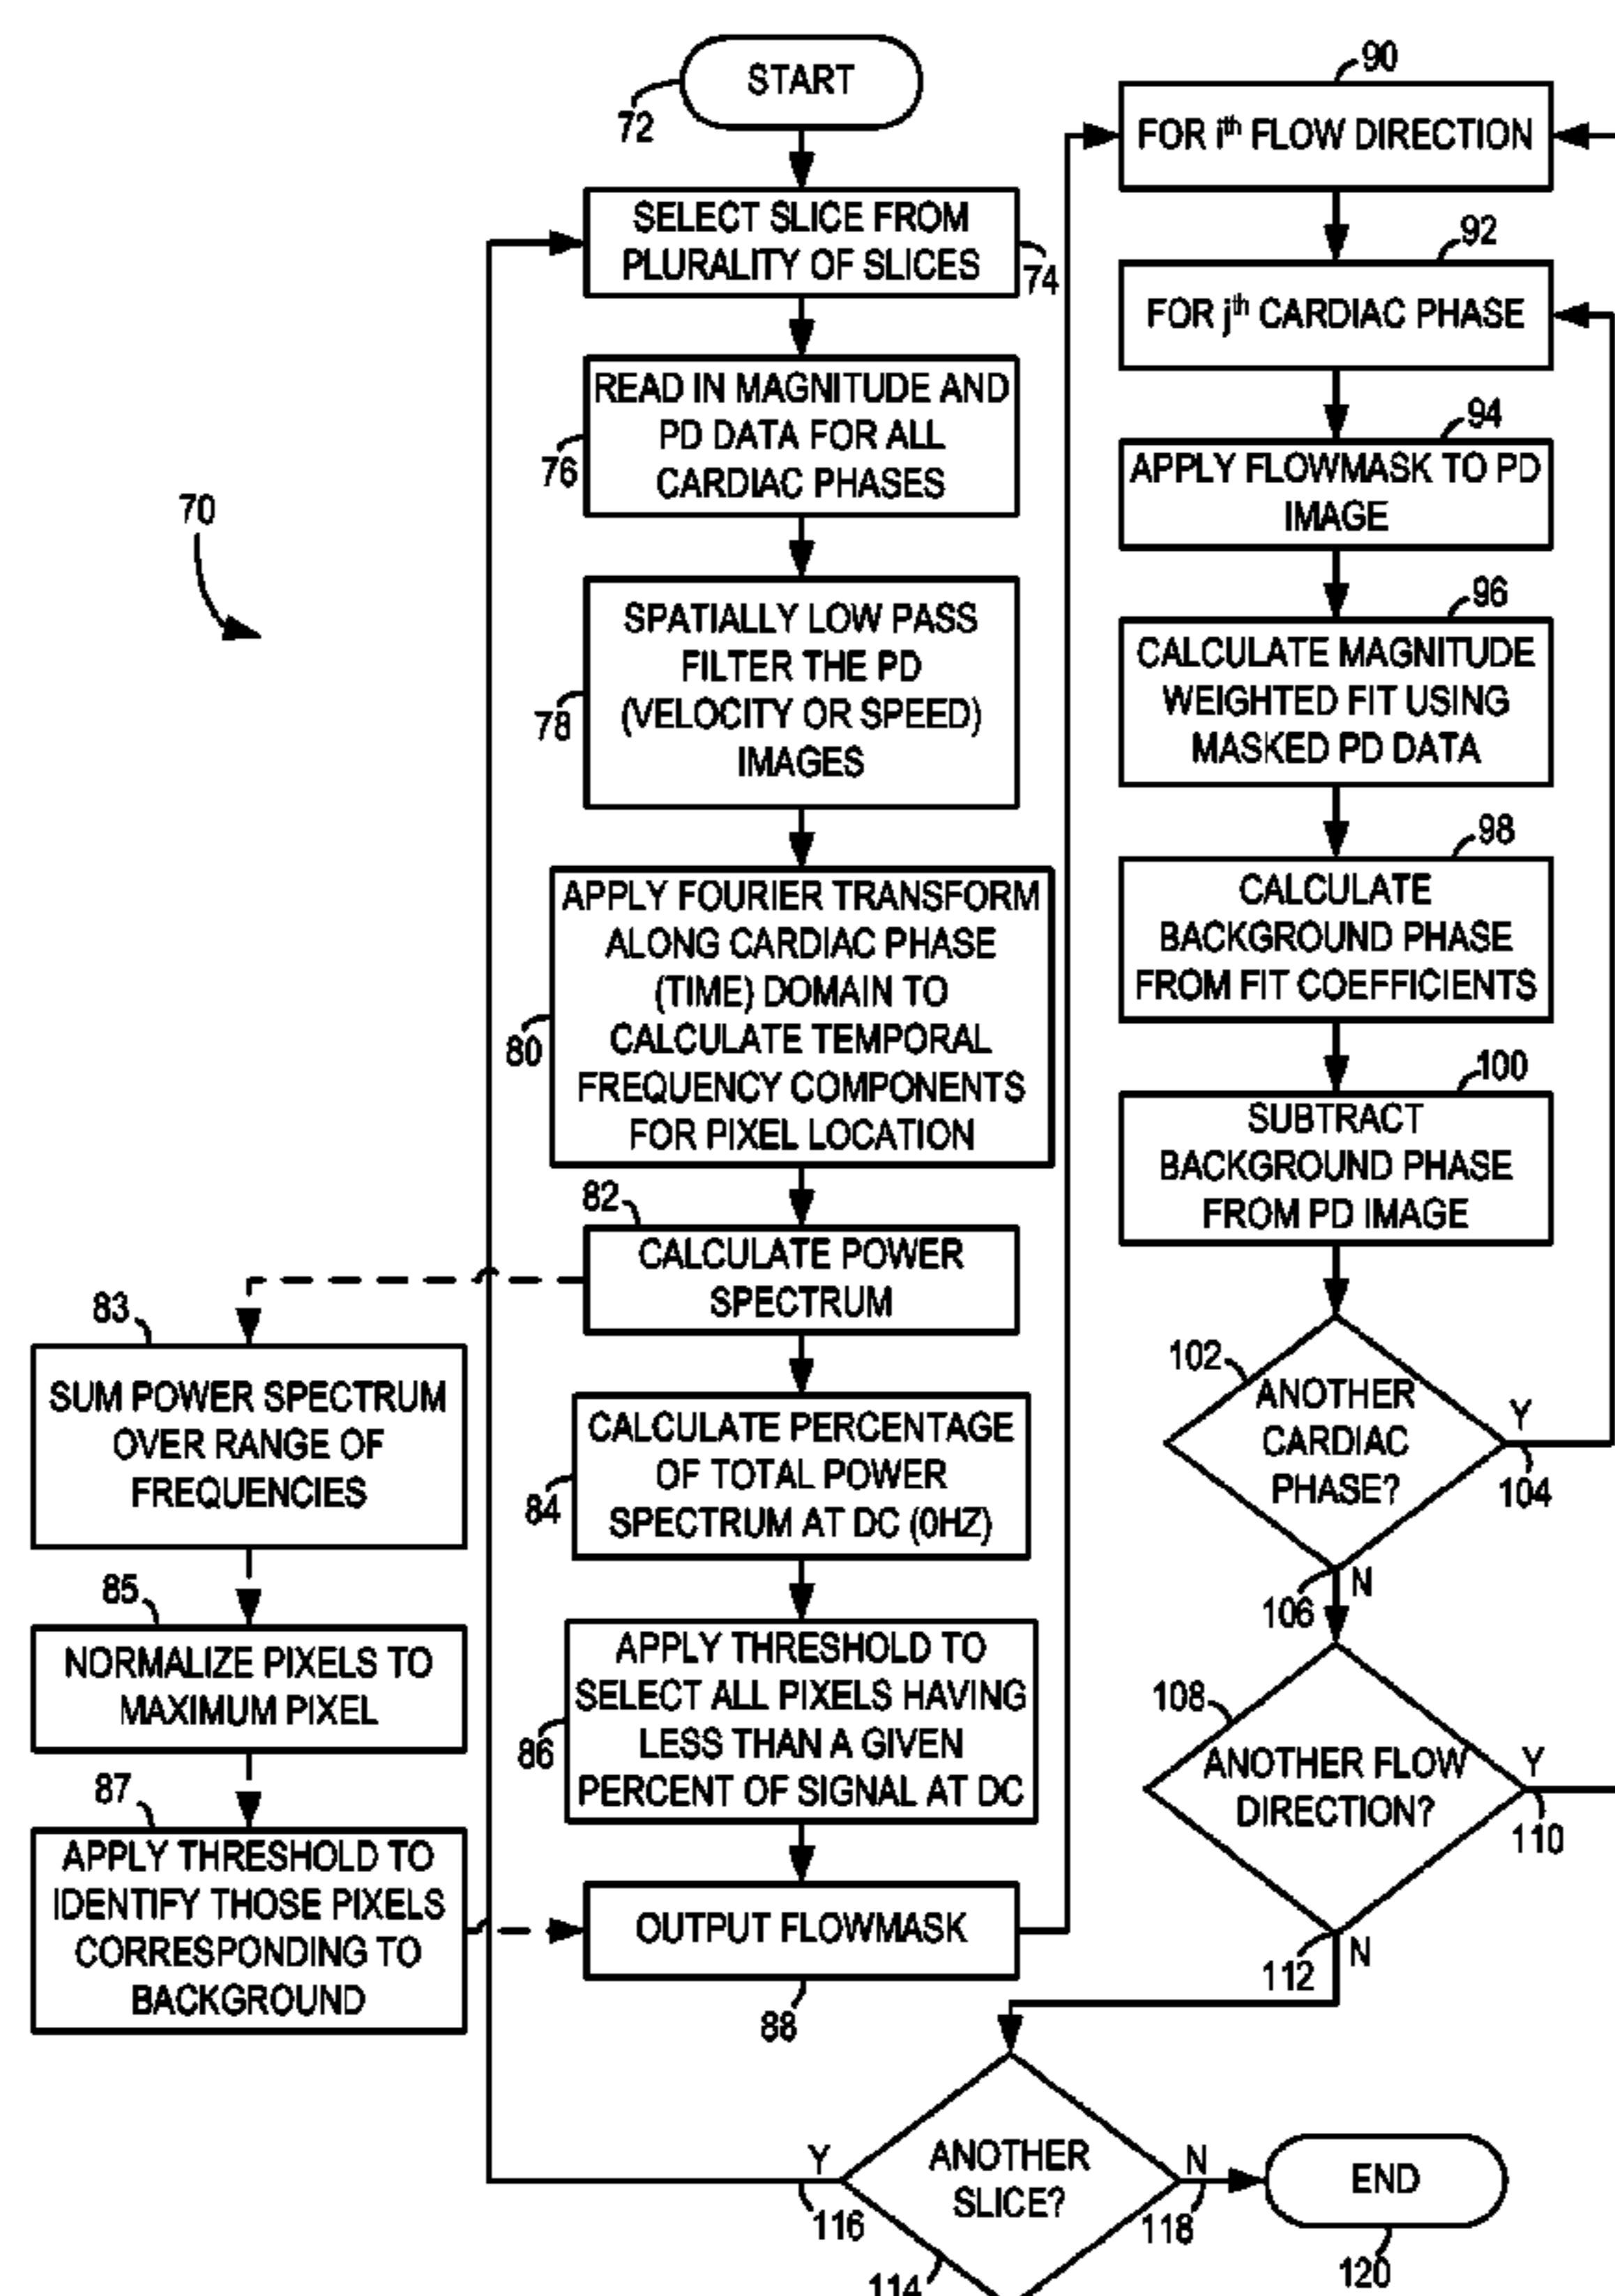 START
72
SELECT SLICE FROM
PLURALITY OF SLICES
74
READ IN MAGNITUDE AND
PD DATA FOR ALL
CARDIAC PHASES
76
70
SPATIALLY LOW PASS
FILTER THE PD
(VELOCITY OR SPEED)
IMAGES
78
APPLY FOURIER TRANSFORM
ALONG CARDIAC PHASE
(TIME) DOMAIN TO
CALCULATE TEMPORAL
FREQUENCY COMPONENTS
FOR PIXEL LOCATION
80
82
CALCULATE POWER
SPECTRUM
83
SUM POWER SPECTRUM
OVER RANGE OF
FREQUENCIES
85
NORMALIZE PIXELS TO
MAXIMUM PIXEL
87
APPLY THRESHOLD TO
IDENTIFY THOSE PIXELS
CORRESPONDING TO
BACKGROUND
CALCULATE PERCENTAGE
OF TOTAL POWER
SPECTRUM AT DC (0HZ)
84
APPLY THRESHOLD TO
SELECT ALL PIXELS HAVING
LESS THAN A GIVEN
PERCENT OF SIGNAL AT DC
86
OUTPUT FLOWMASK
88
90
FOR ith FLOW DIRECTION
92
FOR jth CARDIAC PHASE
94
APPLY FLOWMASK TO PD
IMAGE
96
CALCULATE MAGNITUDE
WEIGHTED FIT USING
MASKED PD DATA
98
CALCULATE
BACKGROUND PHASE
FROM FIT COEFFICIENTS
100
SUBTRACT
BACKGROUND PHASE
FROM PD IMAGE
102
ANOTHER
CARDIAC
PHASE?
Y
104
106
N
108
ANOTHER FLOW
DIRECTION?
Y
110
112
N
ANOTHER
SLICE?
Y
116
N
118
114
END
120